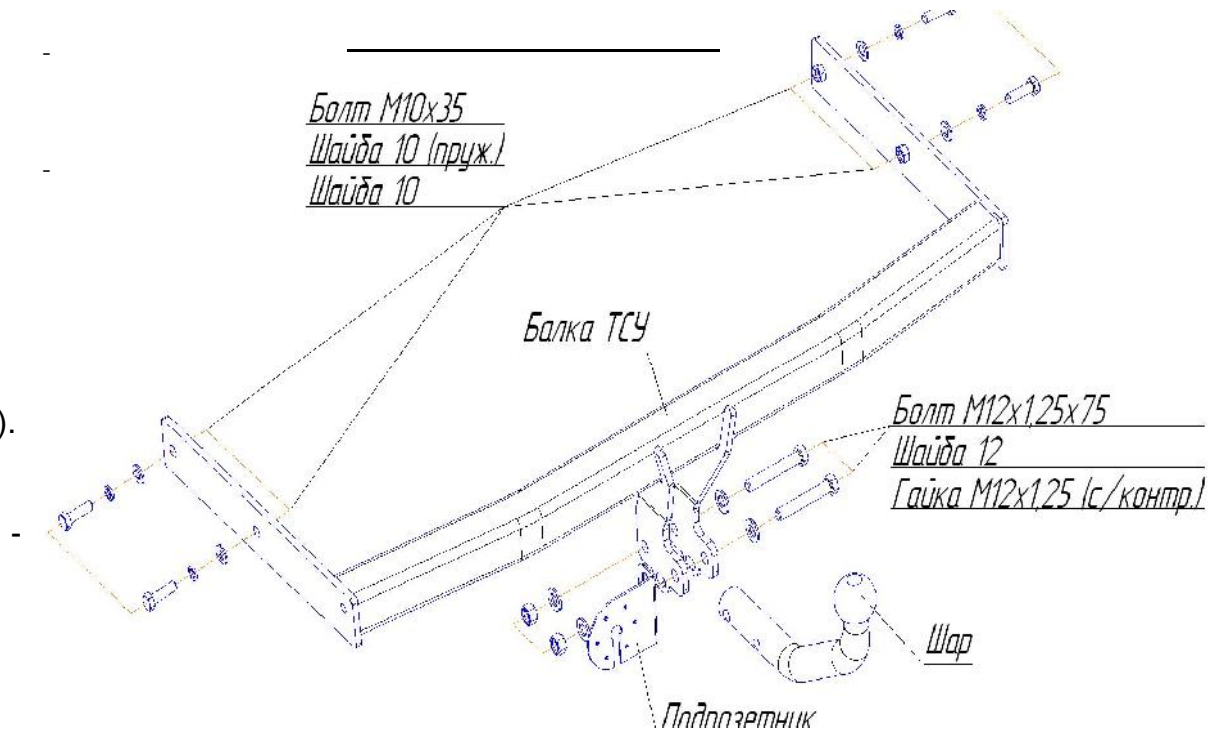 Болт М10х35
Шайба 10 (пруж.)
Шайба 10
Балка ТСУ
).
Болт М12х1,25х75
Шайба 12
Гайка М12х1,25 (с/контр.)
Шар
Подрозетник